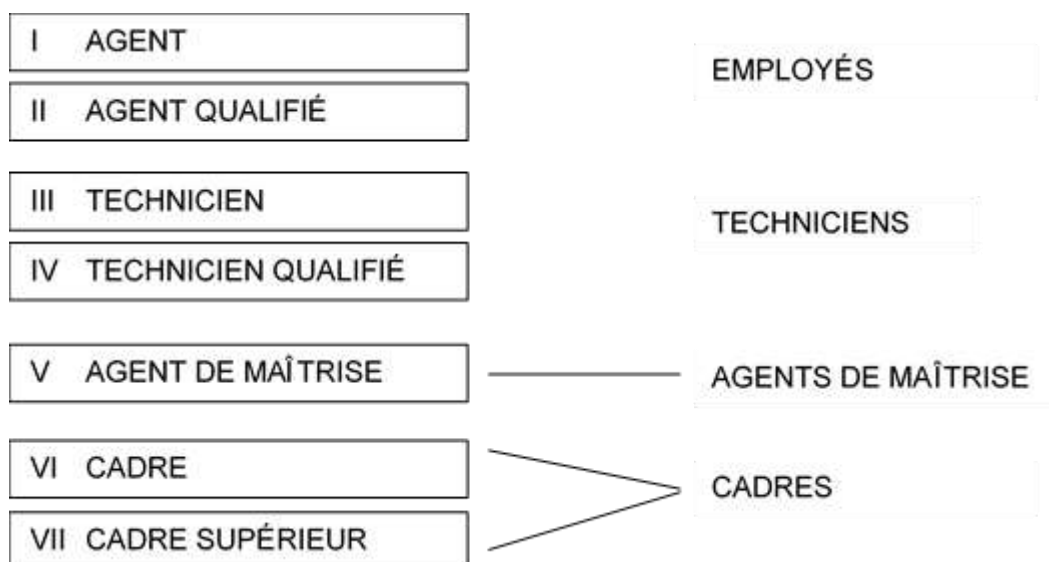 I AGENT
EMPLOYÉS
II AGENT QUALIFIÉ
III TECHNICIEN
TECHNICIENS
IV TECHNICIEN QUALIFIÉ
V AGENT DE MAÎTRISE
AGENTS DE MAÎTRISE
VI CADRE
CADRES
VII CADRE SUPÉRIEUR